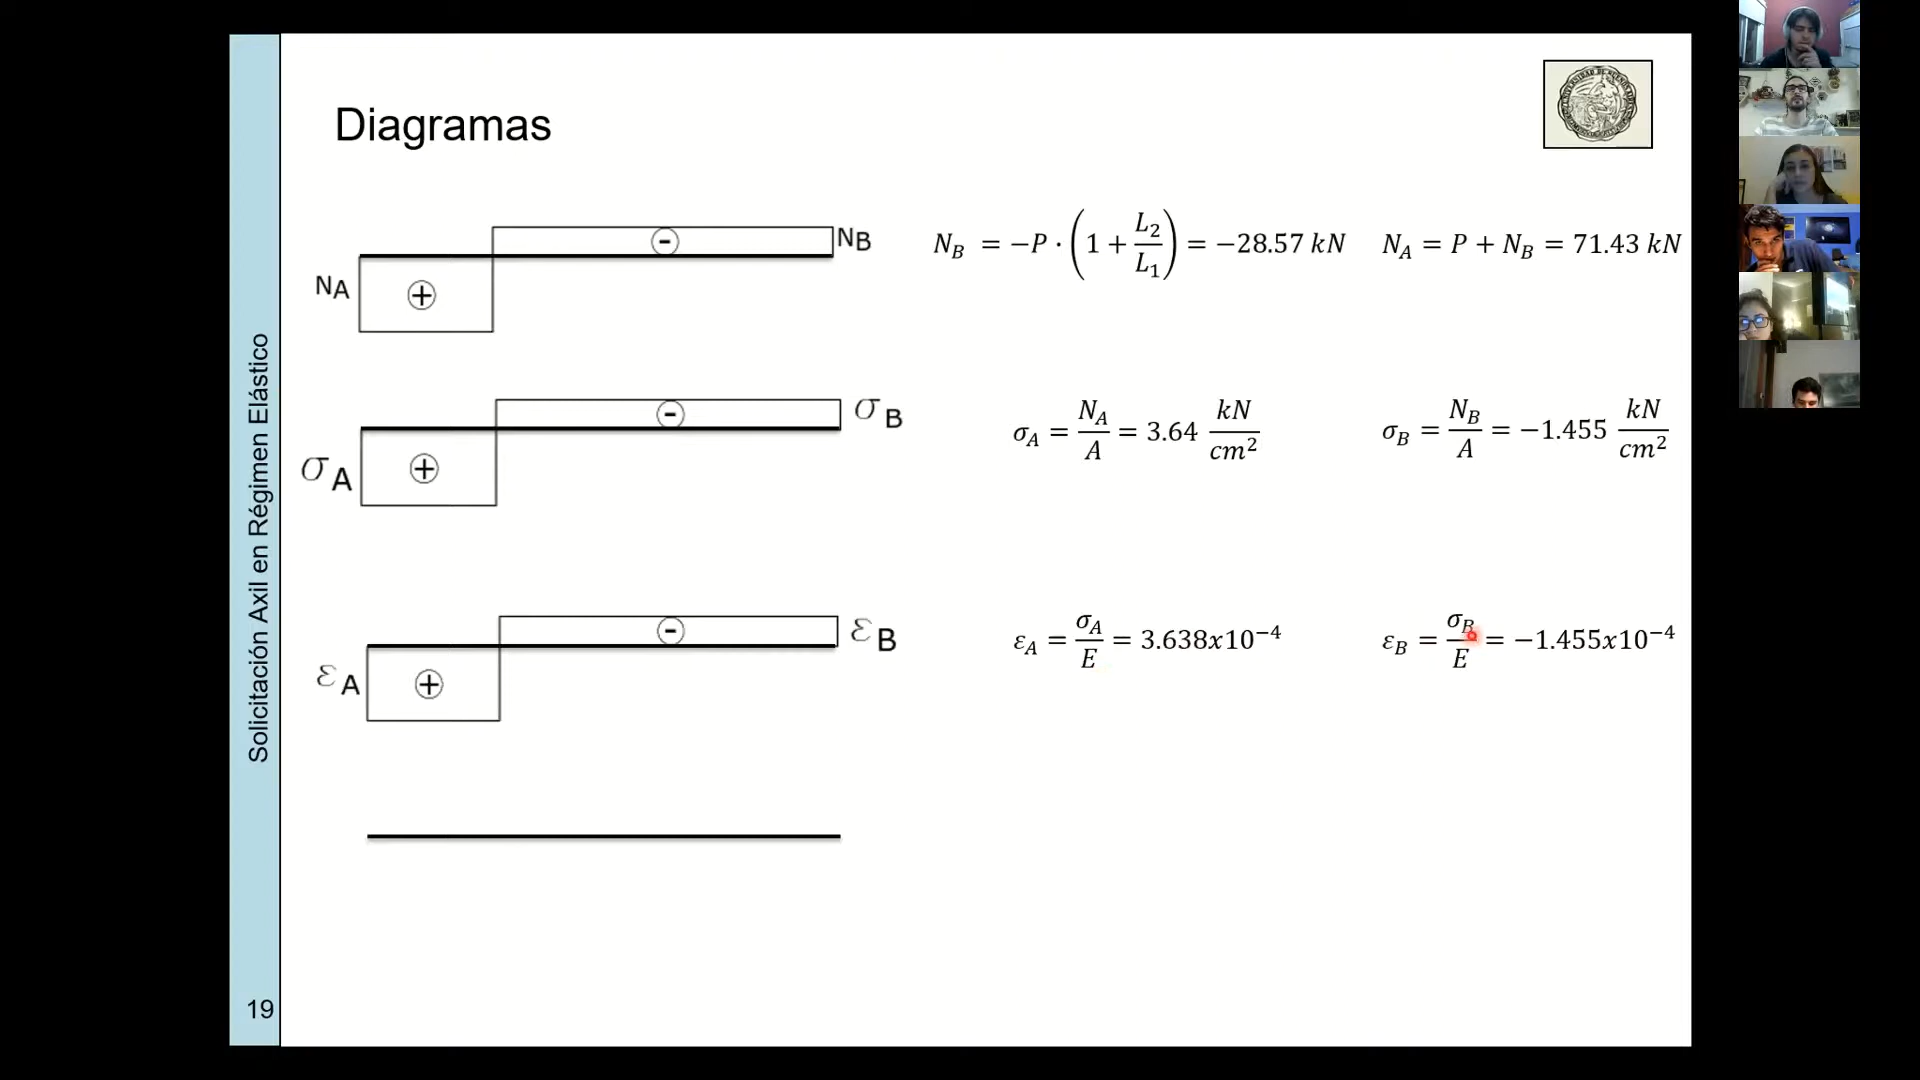 Diagramas
N_A
⊕
⊖
N_B
N_B = −P · (1 + L_2/L_1) = −28.57 kN
N_A = P + N_B = 71.43 kN
σ_A
⊕
⊖
σ_B
σ_A = N_A/A = 3.64 kN/cm²
σ_B = N_B/A = −1.455 kN/cm²
ε_A
⊕
⊖
ε_B
ε_A = σ_A/E = 3.638x10⁻⁴
ε_B = σ_B/E = −1.455x10⁻⁴
Solicitación Axil en Régimen Elástico
19